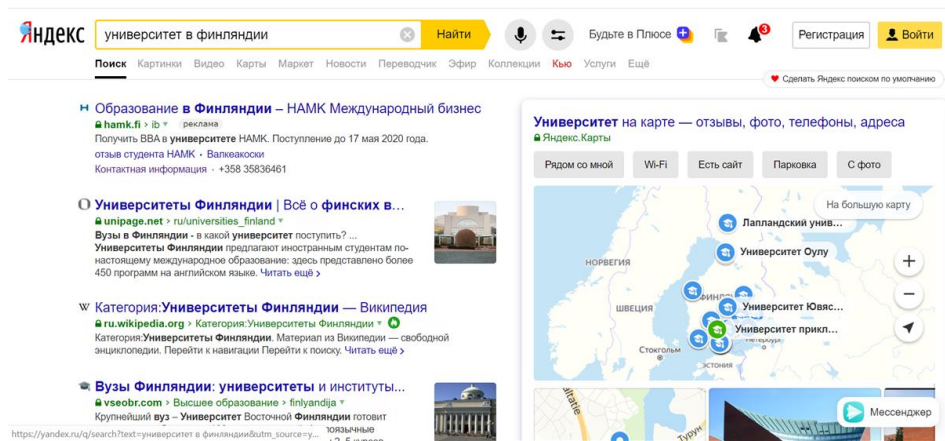 Яндекс
университет в финляндии
Найти
Будьте в Плюсе
3
Регистрация
Войти
Поиск Картинки Видео Карты Маркет Новости Переводчик Эфир Коллекции Кью Услуги Ещё
Сделать Яндекс поиском по умолчанию
Образование в Финляндии – HAMK Международный бизнес
hamk.fi › ib реклама
Получить BBA в университете HAMK. Поступление до 17 мая 2020 года.
отзыв студента HAMK · Валкеакоски
Контактная информация · +358 35836461
Университеты Финляндии | Всё о финских в...
unipage.net › ru/universities_finland
Вузы в Финляндии - в какой университет поступить? ...
Университеты Финляндии предлагают иностранным студентам по-
настоящему международное образование: здесь представлено более
450 программ на английском языке. Читать ещё ›
W Категория:Университеты Финляндии — Википедия
ru.wikipedia.org › Категория:Университеты Финляндии
Категория:Университеты Финляндии. Материал из Википедии — свободной
энциклопедии. Перейти к навигации Перейти к поиску. Читать ещё ›
Вузы Финляндии: университеты и институты...
vseobr.com › Высшее образование › finlyandija
Крупнейший вуз – Университет Восточной Финляндии готовит
https://yandex.ru/q/search?text=университет в финляндии&utm_source=y...
Университет на карте — отзывы, фото, телефоны, адреса
Яндекс.Карты
Рядом со мной Wi-Fi Есть сайт Парковка С фото
На большую карту
Лапландский унив...
Университет Оулу
НОРВЕГИЯ
ШВЕЦИЯ
Университет Ювяс...
Университет прикл...
Стокгольм
ЭСТОНИЯ
Турун
Мессенджер